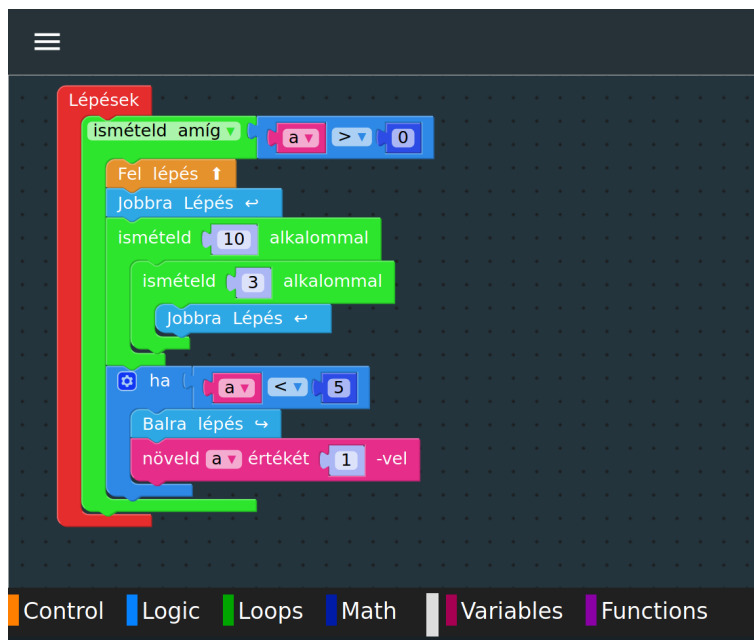 Lépések
ismételd amíg ▾ a ▾ > ▾ 0
Fel lépés ⬆
Jobbra Lépés ↩
ismételd 10 alkalommal
ismételd 3 alkalommal
Jobbra Lépés ↩
ha a ▾ < ▾ 5
Balra lépés ↪
növeld a ▾ értékét 1 -vel
Control Logic Loops Math Variables Functions